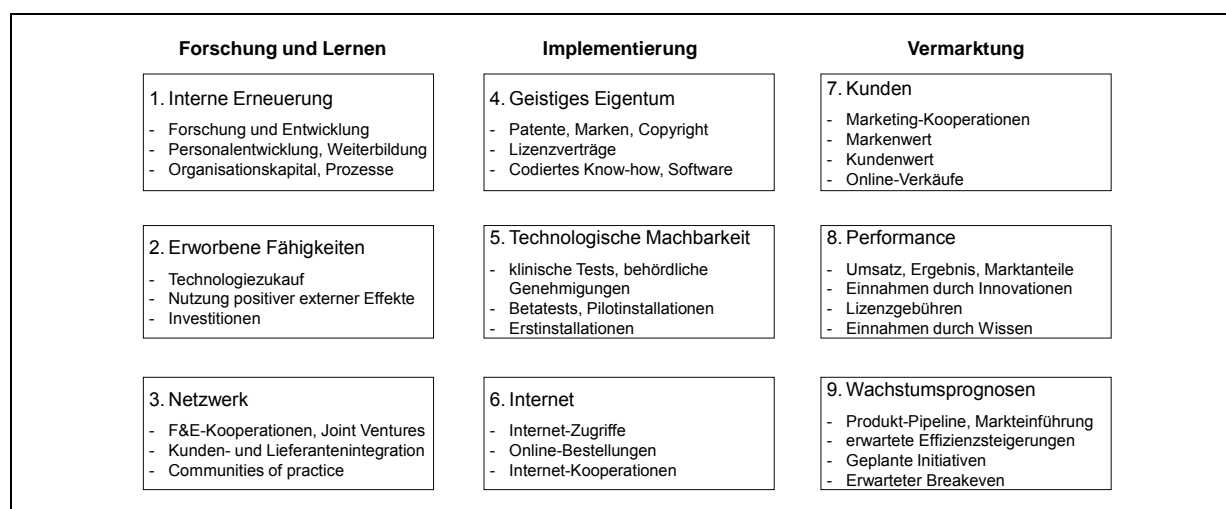 Forschung und Lernen
1. Interne Erneuerung
- Forschung und Entwicklung
- Personalentwicklung, Weiterbildung
- Organisationskapital, Prozesse
2. Erworbene Fähigkeiten
- Technologiezukauf
- Nutzung positiver externer Effekte
- Investitionen
3. Netzwerk
- F&E-Kooperationen, Joint Ventures
- Kunden- und Lieferantenintegration
- Communities of practice
Implementierung
4. Geistiges Eigentum
- Patente, Marken, Copyright
- Lizenzverträge
- Codiertes Know-how, Software
5. Technologische Machbarkeit
- klinische Tests, behördliche
Genehmigungen
- Betatests, Pilotinstallationen
- Erstinstallationen
6. Internet
- Internet-Zugriffe
- Online-Bestellungen
- Internet-Kooperationen
Vermarktung
7. Kunden
- Marketing-Kooperationen
- Markenwert
- Kundenwert
- Online-Verkäufe
8. Performance
- Umsatz, Ergebnis, Marktanteile
- Einnahmen durch Innovationen
- Lizenzgebühren
- Einnahmen durch Wissen
9. Wachstumsprognosen
- Produkt-Pipeline, Markteinführung
- erwartete Effizienzsteigerungen
- Geplante Initiativen
- Erwarteter Breakeven